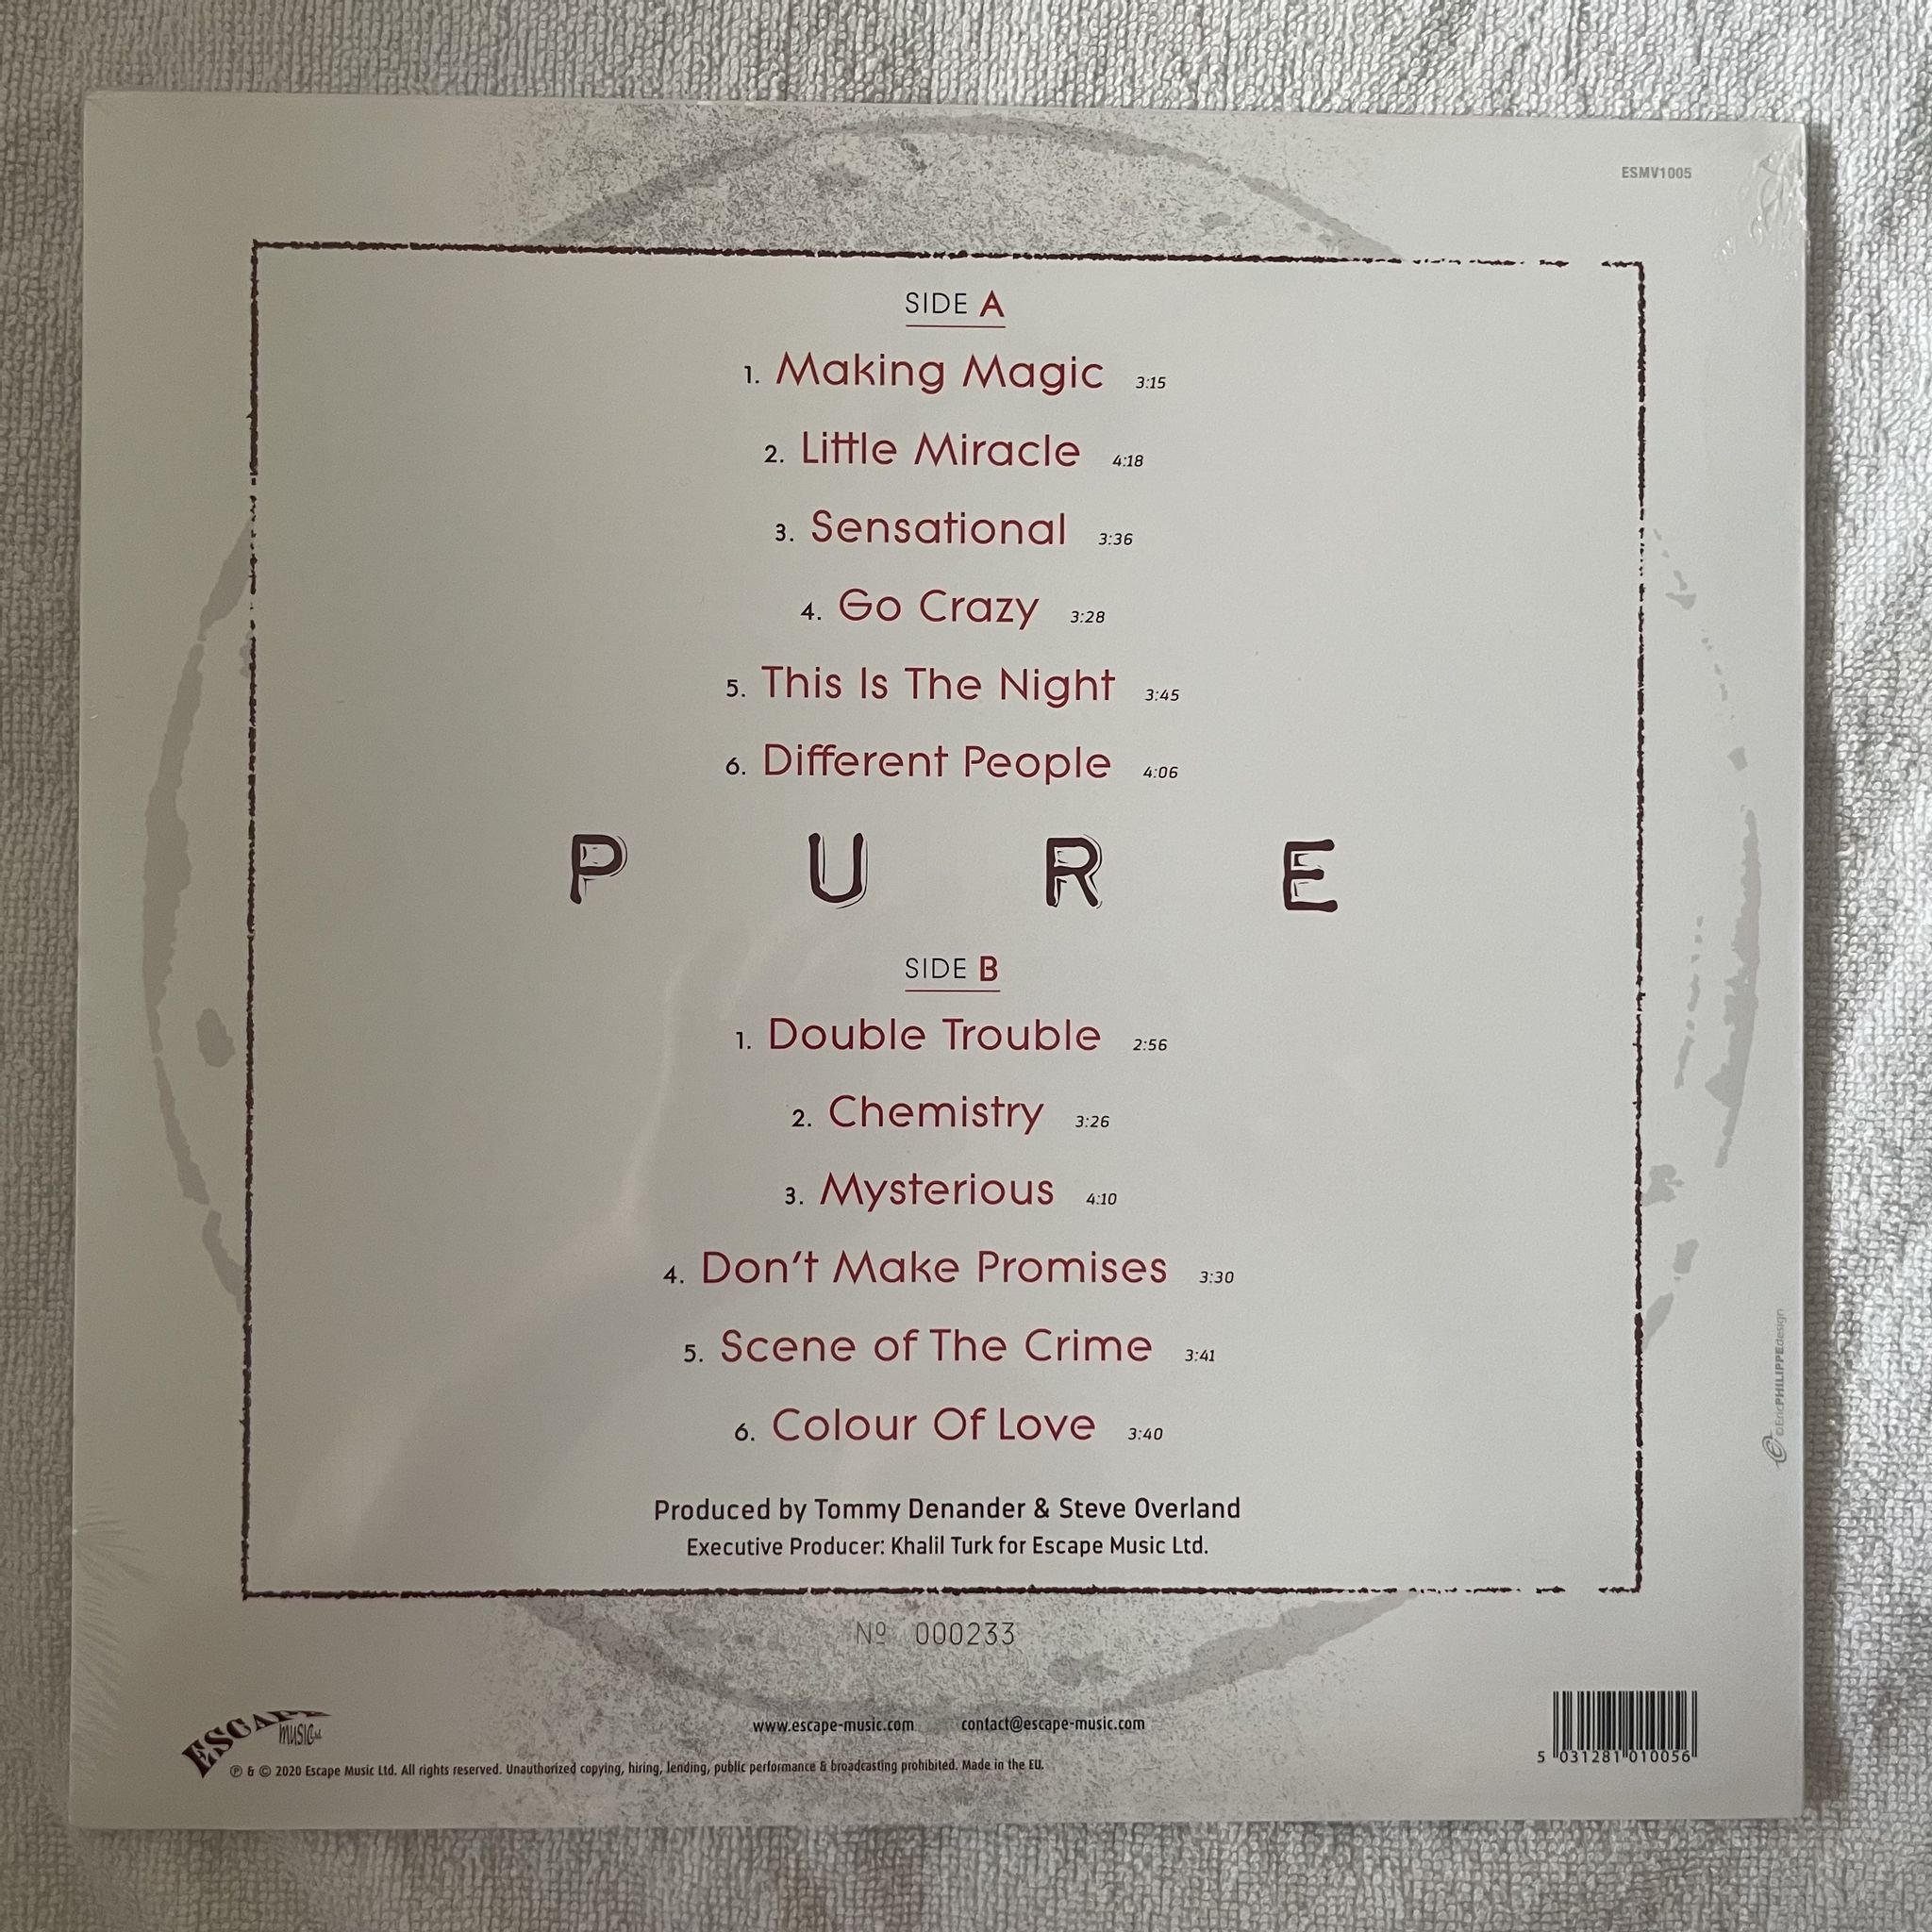 ESMV1005
SIDE A
1. Making Magic 3:15
2. Little Miracle 4:18
3. Sensational 3:36
4. Go Crazy 3:28
5. This Is The Night 3:45
6. Different People 4:06
P U R E
SIDE B
1. Double Trouble 2:56
2. Chemistry 3:26
3. Mysterious 4:10
4. Don't Make Promises 3:30
5. Scene of The Crime 3:41
6. Colour Of Love 3:40
©EricPHILIPPEdesign
Produced by Tommy Denander & Steve Overland
Executive Producer: Khalil Turk for Escape Music Ltd.
Nº 000233
ESCAPE
MUSIC Ltd.
www.escape-music.com contact@escape-music.com
℗ & © 2020 Escape Music Ltd. All rights reserved. Unauthorized copying, hiring, lending, public performance & broadcasting prohibited. Made in the EU.
5 031281 010056